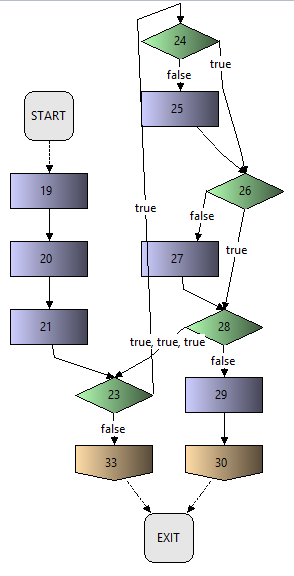 24
false
true
25
START
19
26
true
false
true
20
27
21
28
true, true, true
false
23
29
false
33
30
EXIT